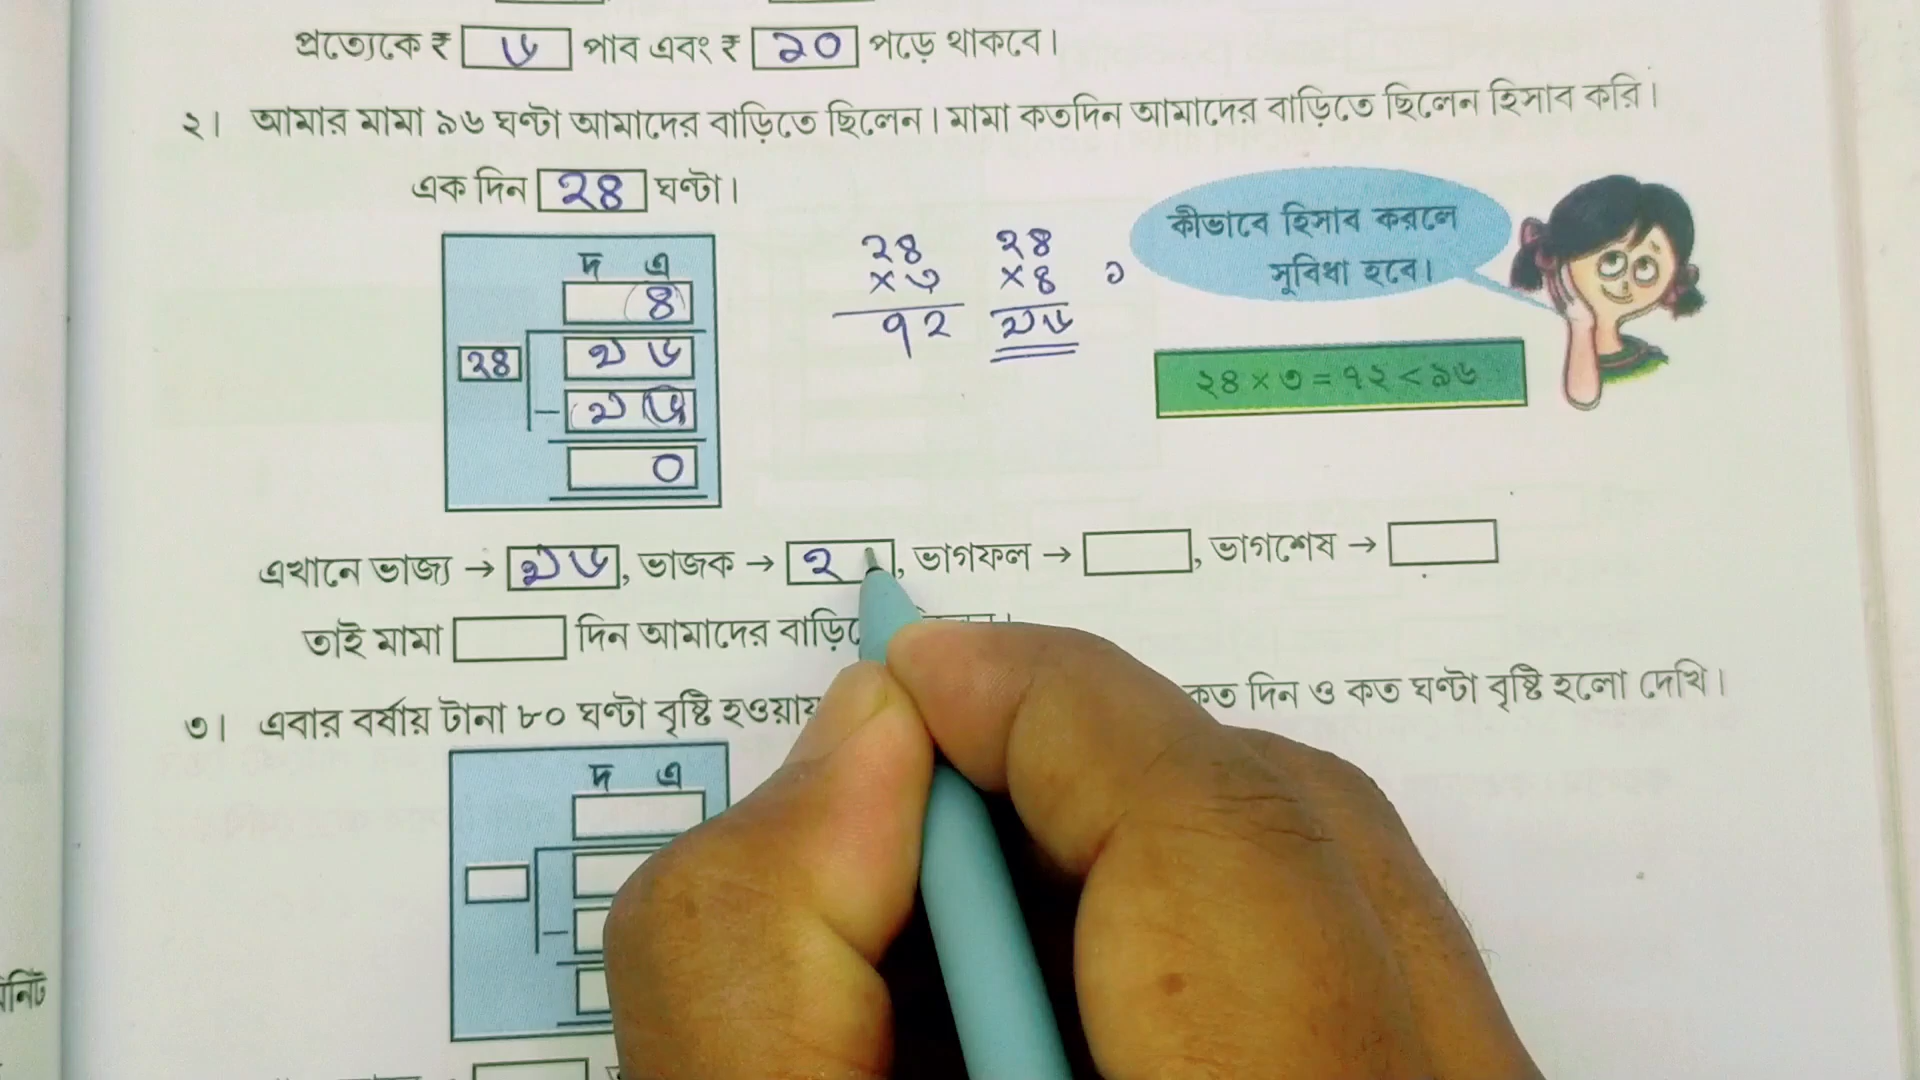 প্রত্যেকে ₹ ৬ পাব এবং ₹ ২০ পড়ে থাকবে।
২। আমার মামা ৯৬ ঘণ্টা আমাদের বাড়িতে ছিলেন। মামা কতদিন আমাদের বাড়িতে ছিলেন হিসাব করি।
এক দিন ২৪ ঘণ্টা।
কীভাবে হিসাব করলে
সুবিধা হবে।
দ এ
৪
২৪ ৯৬
– ৯৬
০
২৪ ২৪
×৩ ×৪ ১
৭২ ৯৬
২৪ × ৩ = ৭২ < ৯৬
এখানে ভাজ্য → ৯৬, ভাজক → ২ , ভাগফল → , ভাগশেষ →
তাই মামা দিন আমাদের
৩। এবার বর্ষায় টানা ৮০ ঘণ্টা বৃষ্টি হওয়ায় কত দিন ও কত ঘণ্টা বৃষ্টি হলো দেখি।
দ এ
–